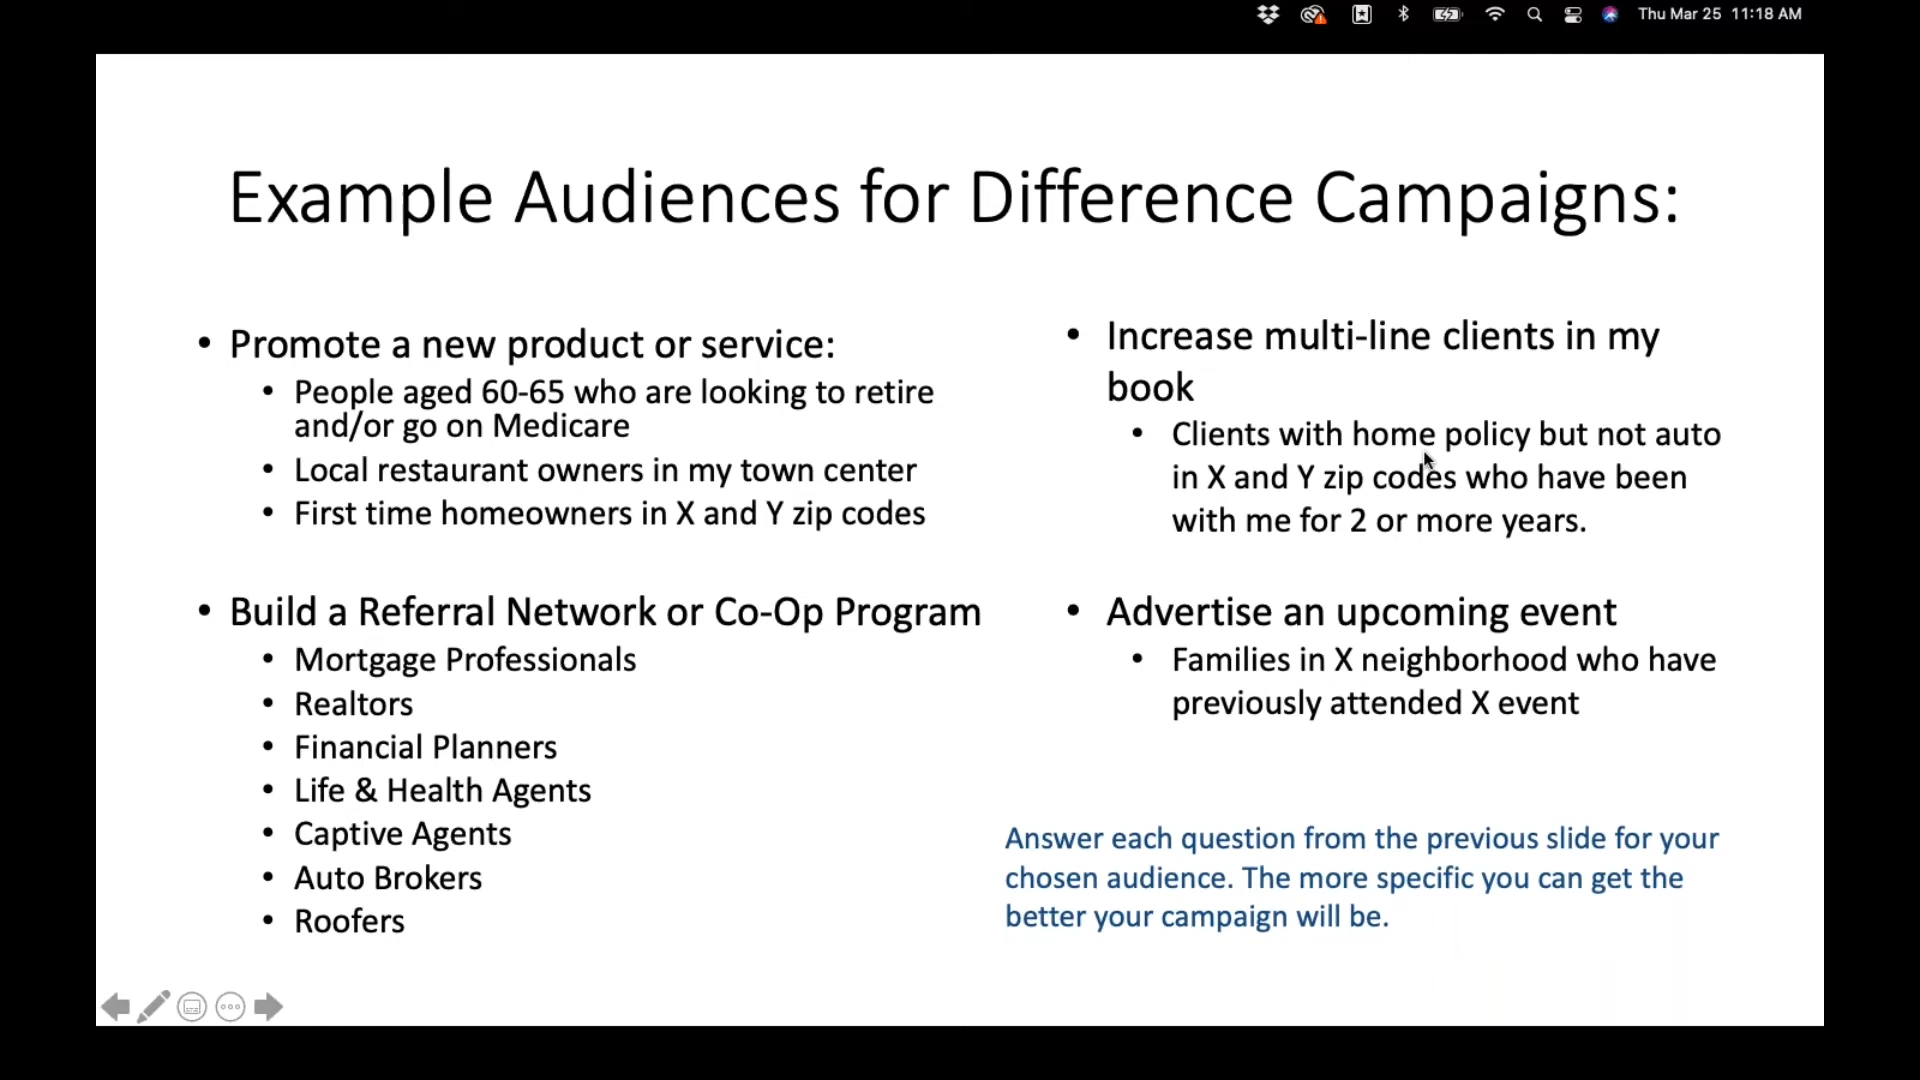 Thu Mar 25 11:18 AM
Example Audiences for Difference Campaigns:
• Promote a new product or service:
• People aged 60-65 who are looking to retire
and/or go on Medicare
• Local restaurant owners in my town center
• First time homeowners in X and Y zip codes
• Build a Referral Network or Co-Op Program
• Mortgage Professionals
• Realtors
• Financial Planners
• Life & Health Agents
• Captive Agents
• Auto Brokers
• Roofers
• Increase multi-line clients in my
book
• Clients with home policy but not auto
in X and Y zip codes who have been
with me for 2 or more years.
• Advertise an upcoming event
• Families in X neighborhood who have
previously attended X event
Answer each question from the previous slide for your
chosen audience. The more specific you can get the
better your campaign will be.